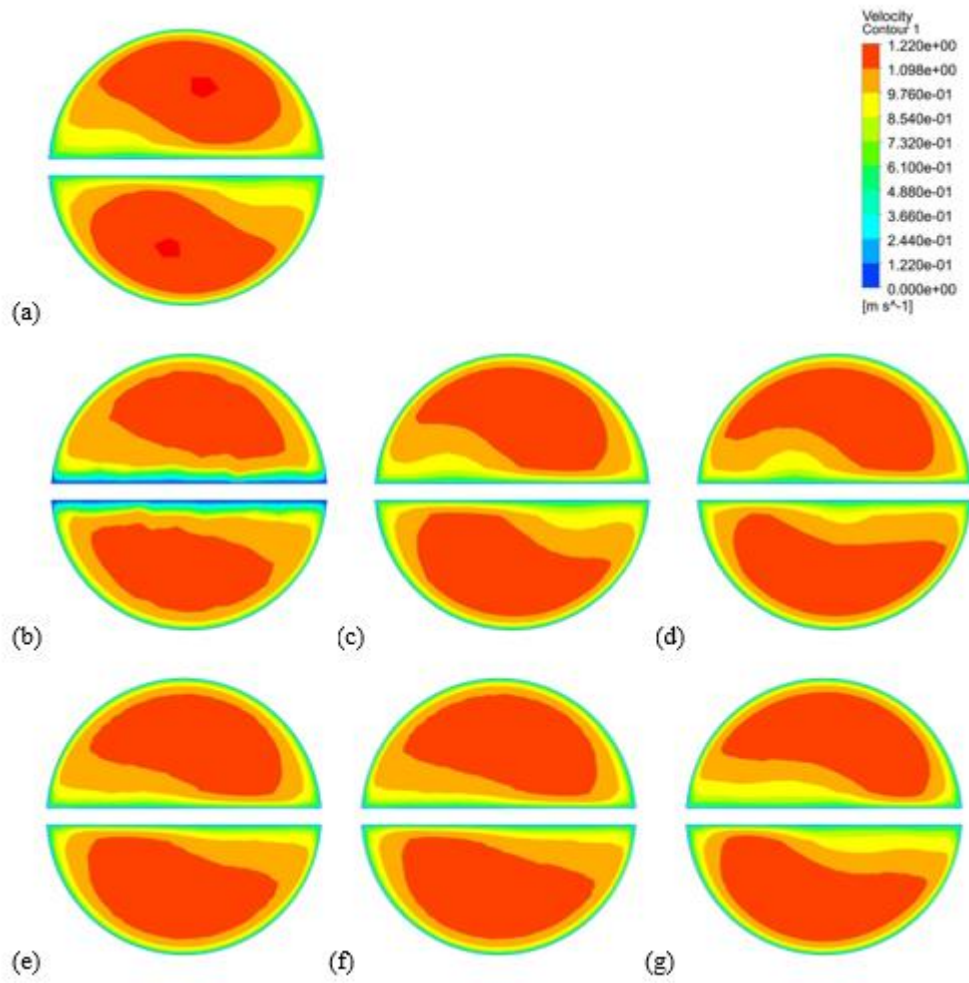 Velocity
Contour 1
1.220e+00
1.098e+00
9.760e-01
8.540e-01
7.320e-01
6.100e-01
4.880e-01
3.660e-01
2.440e-01
1.220e-01
0.000e+00
[m s^-1]
(a)
(b)
(c)
(d)
(e)
(f)
(g)